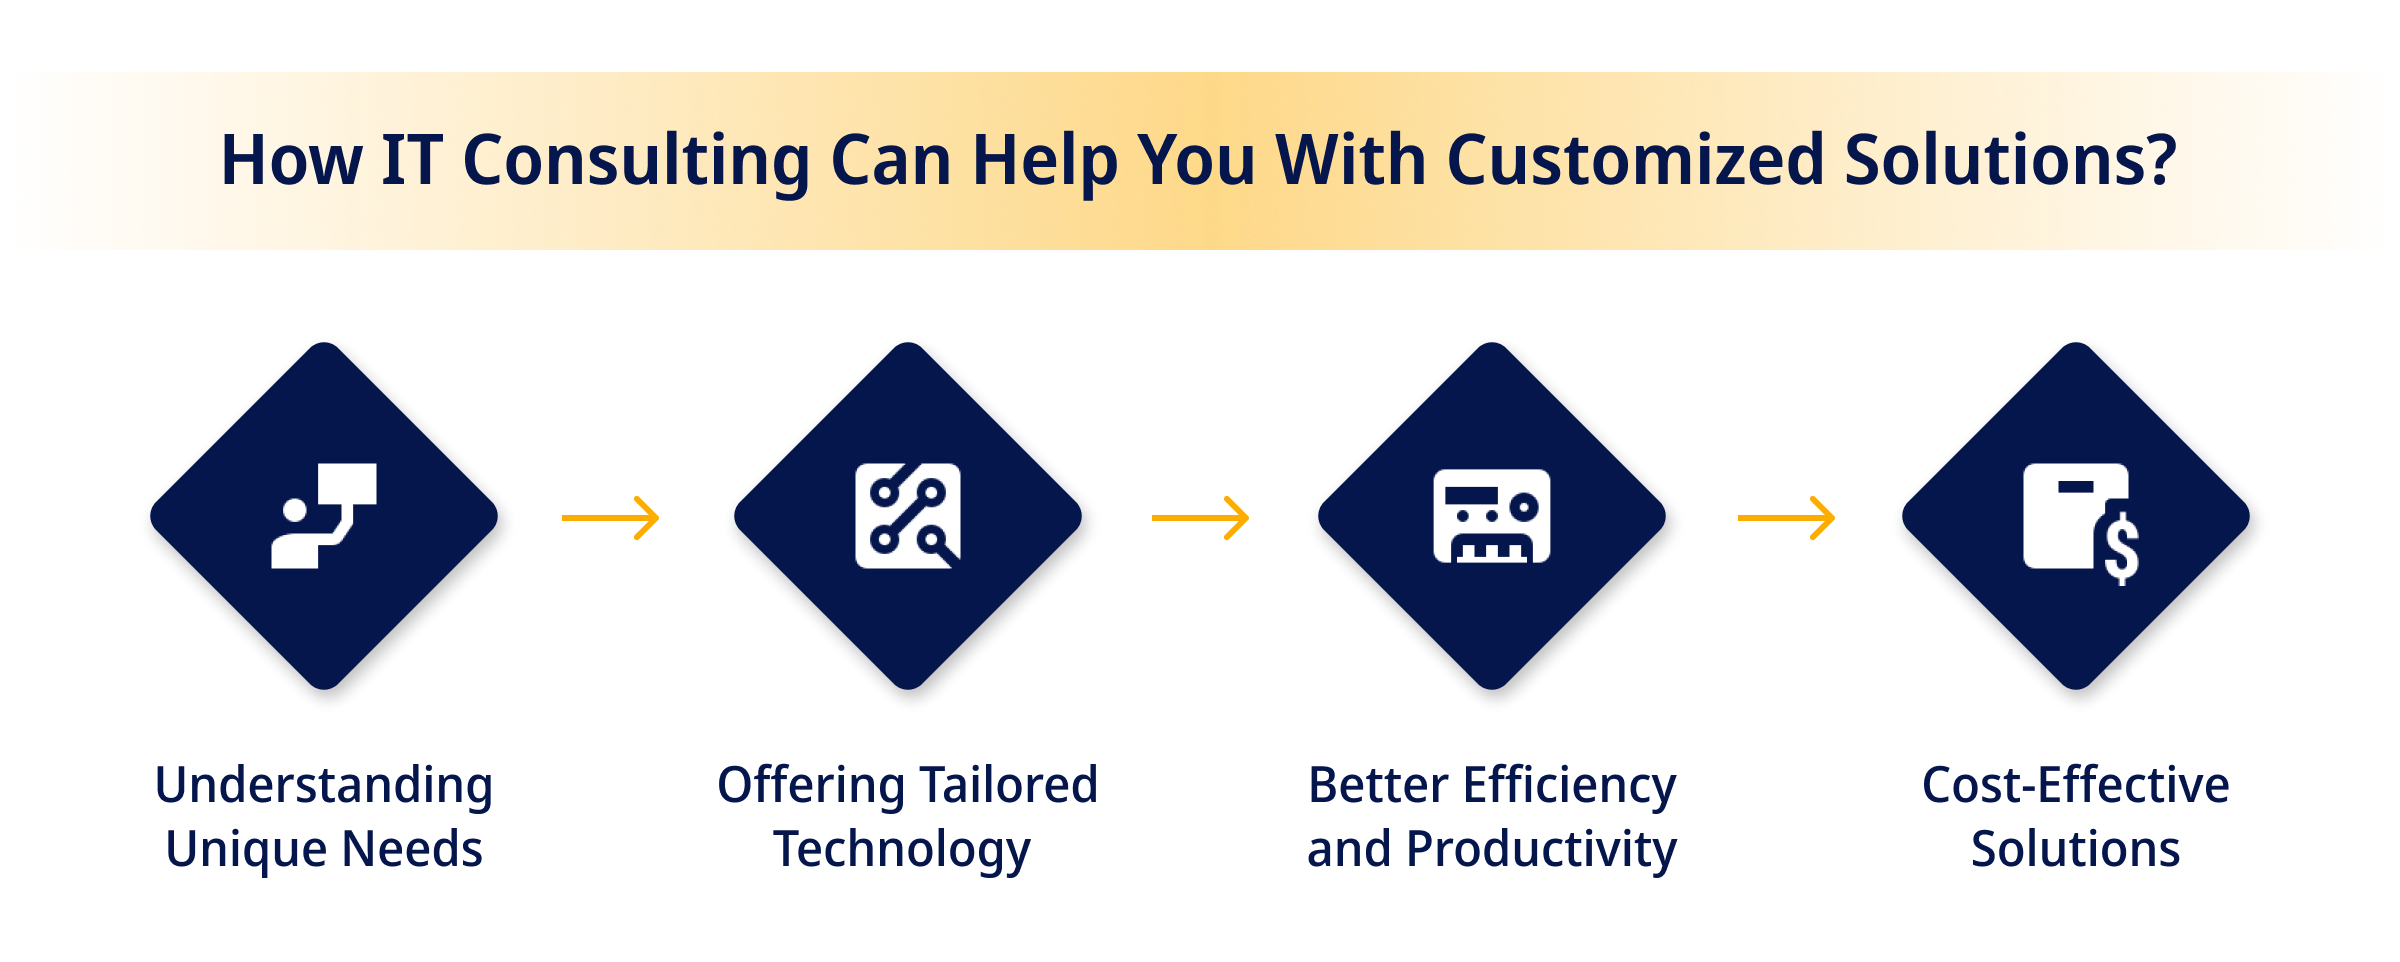 How IT Consulting Can Help You With Customized Solutions?
Understanding
Unique Needs
Offering Tailored
Technology
Better Efficiency
and Productivity
Cost-Effective
Solutions